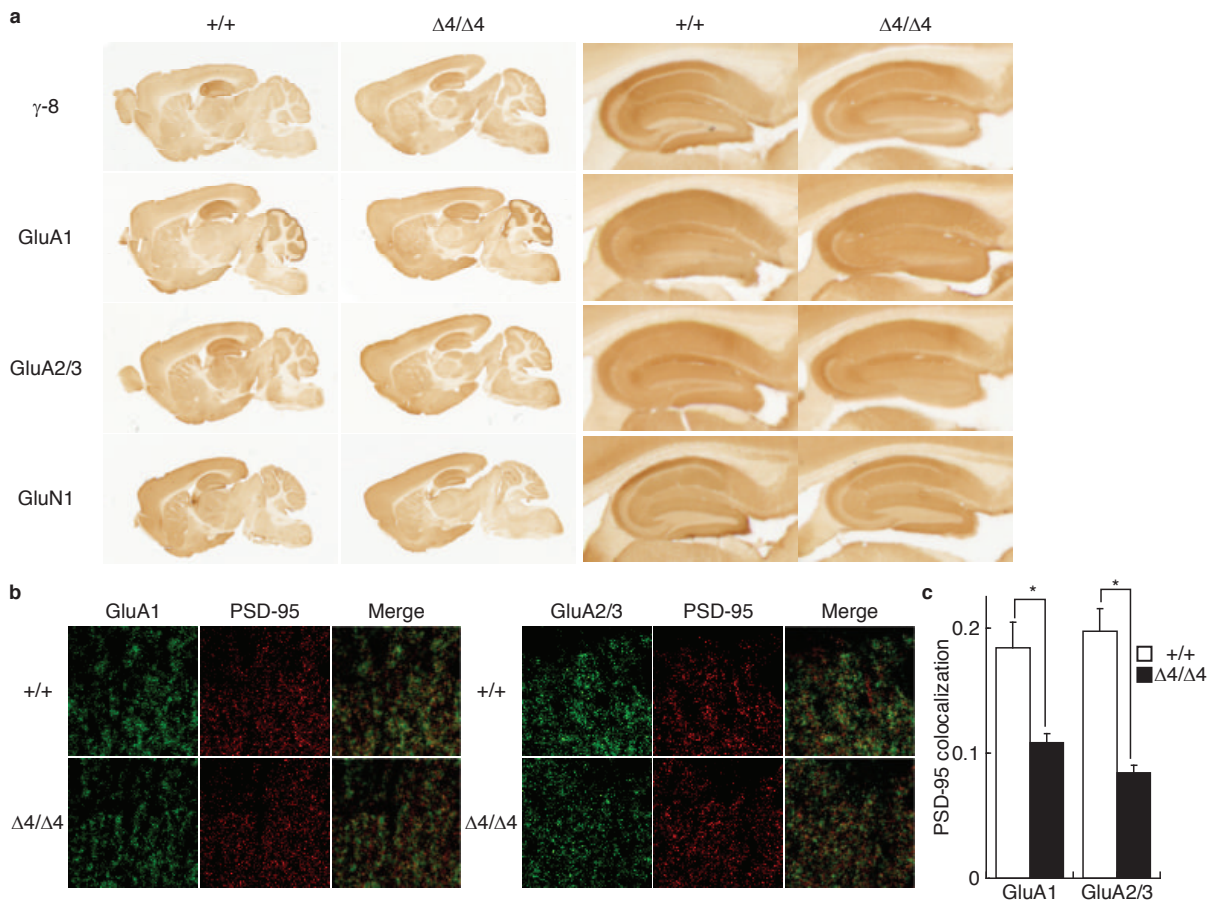 a
+/+ Δ4/Δ4 +/+ Δ4/Δ4
γ-8
GluA1
GluA2/3
GluN1
b
GluA1 PSD-95 Merge
+/+
Δ4/Δ4
GluA2/3 PSD-95 Merge
+/+
Δ4/Δ4
c
PSD-95 colocalization
0.2
0.1
0
* *
+/+
Δ4/Δ4
GluA1 GluA2/3